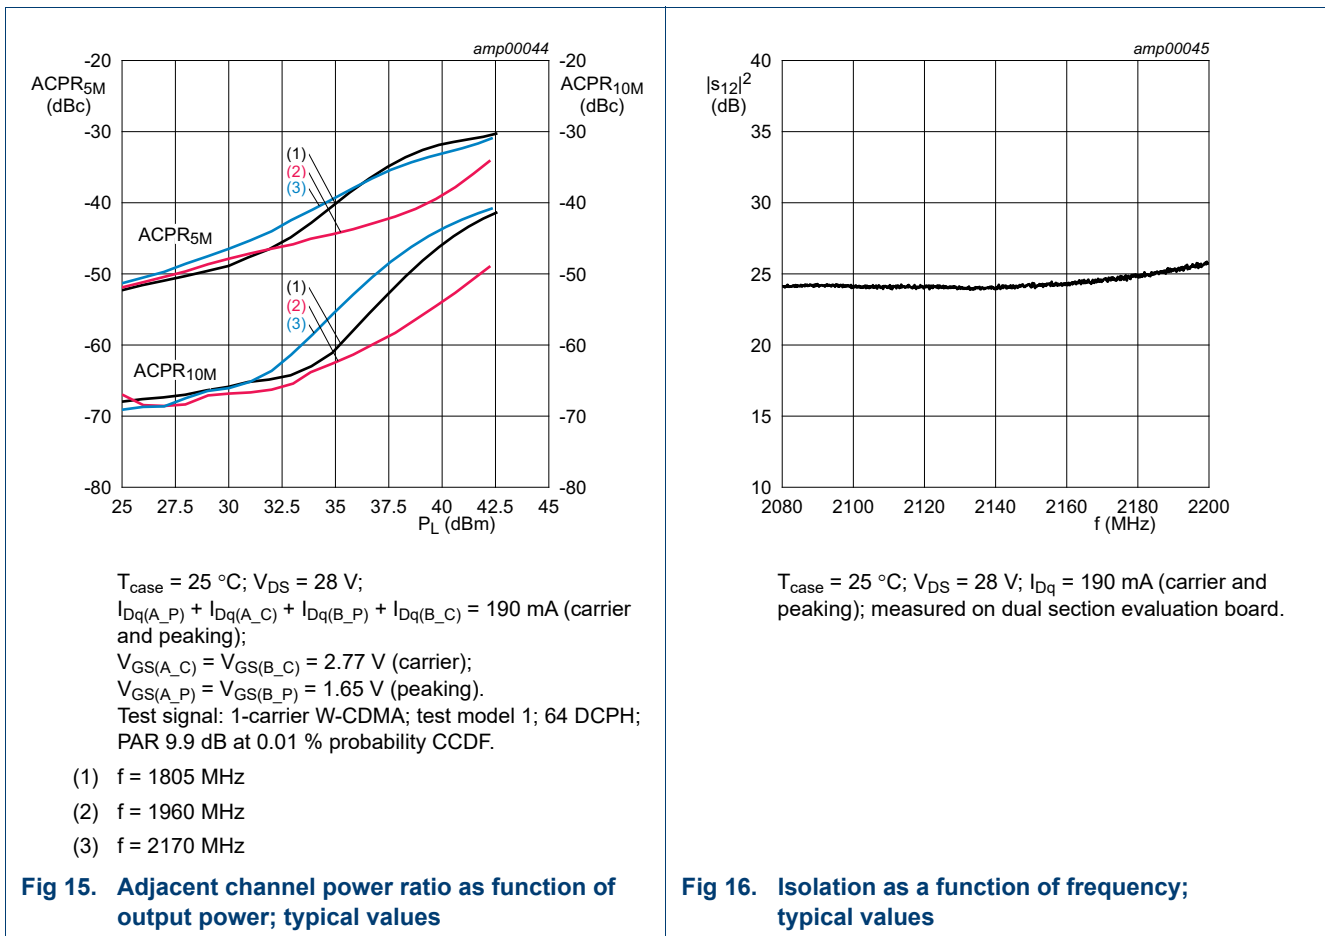 amp00044
-20 -20
ACPR5M ACPR10M
(dBc) (dBc)
-30 -30
(1)
(2)
(3)
-40 -40
ACPR5M
-50 -50
(1)
(2)
(3)
-60 -60
ACPR10M
-70 -70
-80 -80
25 27.5 30 32.5 35 37.5 40 42.5 45
PL (dBm)
Tcase = 25 °C; VDS = 28 V;
IDq(A_P) + IDq(A_C) + IDq(B_P) + IDq(B_C) = 190 mA (carrier
and peaking);
VGS(A_C) = VGS(B_C) = 2.77 V (carrier);
VGS(A_P) = VGS(B_P) = 1.65 V (peaking).
Test signal: 1-carrier W-CDMA; test model 1; 64 DCPH;
PAR 9.9 dB at 0.01 % probability CCDF.
(1) f = 1805 MHz
(2) f = 1960 MHz
(3) f = 2170 MHz
Fig 15. Adjacent channel power ratio as function of
output power; typical values
amp00045
40
|s12|2
(dB)
35
30
25
20
15
10
2080 2100 2120 2140 2160 2180 2200
f (MHz)
Tcase = 25 °C; VDS = 28 V; IDq = 190 mA (carrier and
peaking); measured on dual section evaluation board.
Fig 16. Isolation as a function of frequency;
typical values